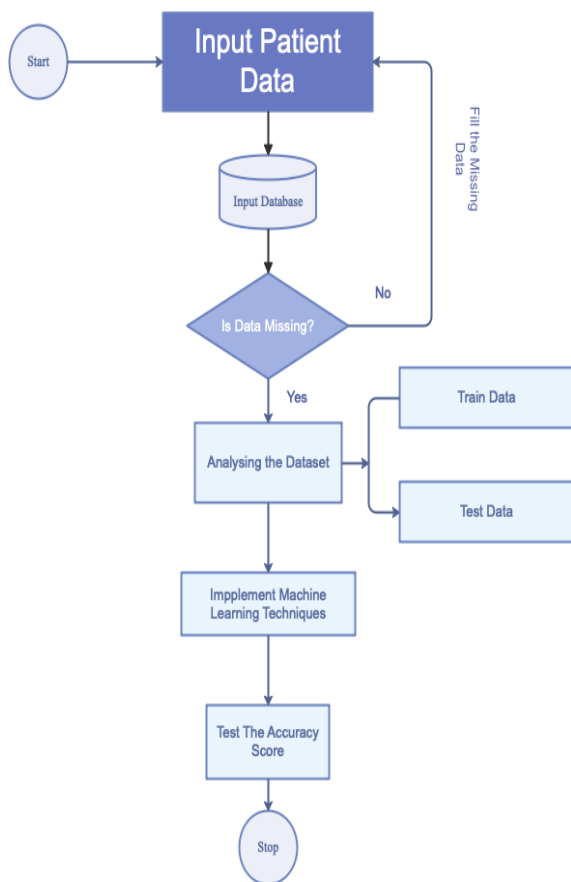 Input Patient
Data
Start
Fill the Missing
Data
Input Database
No
Is Data Missing?
Yes
Train Data
Analysing the Dataset
Test Data
Impplement Machine
Learning Techniques
Test The Accuracy
Score
Stop